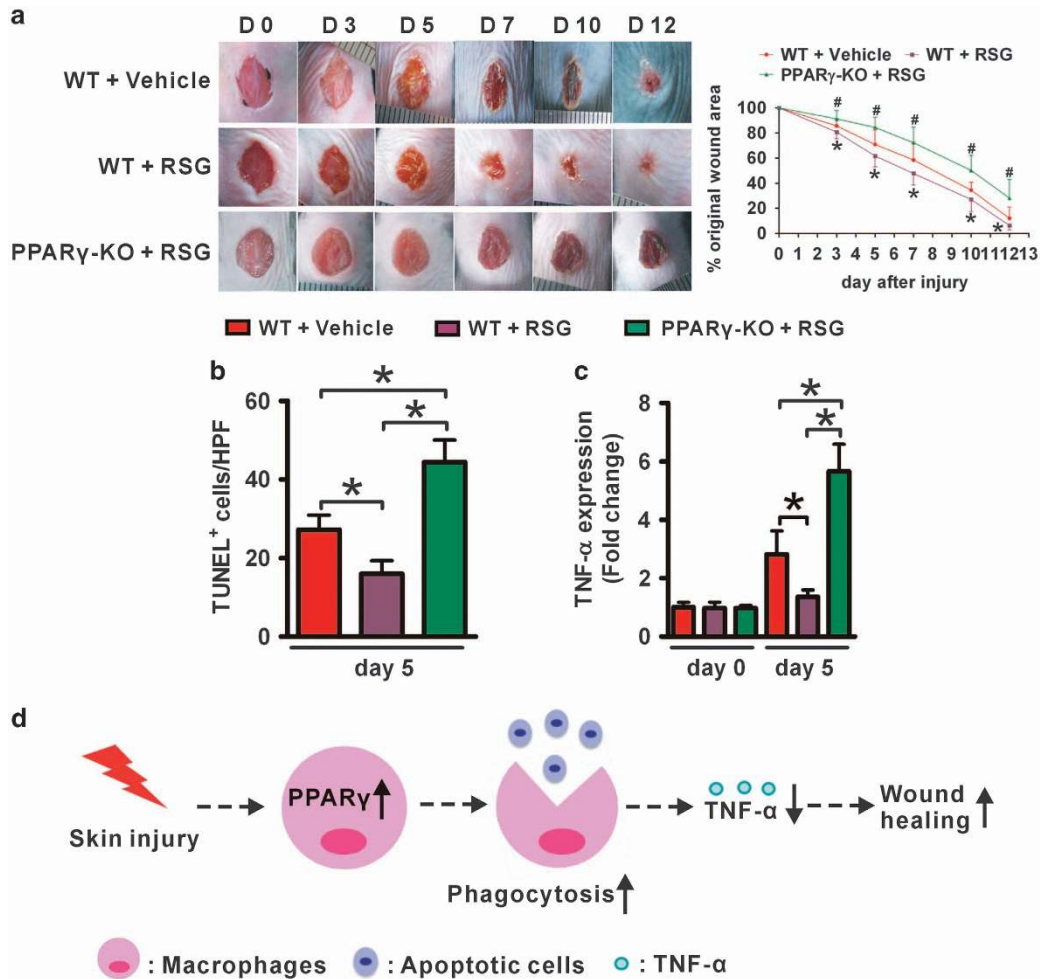 a
D 0 D 3 D 5 D 7 D 10 D 12
WT + Vehicle
WT + RSG
PPARγ-KO + RSG
WT + Vehicle WT + RSG
PPARγ-KO + RSG
% original wound area
100
80
60
40
20
0
# # # # #
* * * * *
0 1 2 3 4 5 6 7 8 9 10 11 12 13
day after injury
WT + Vehicle WT + RSG PPARγ-KO + RSG
b
TUNEL+ cells/HPF
60
40
20
0
* * *
day 5
c
TNF-α expression
(Fold change)
8
6
4
2
0
* * *
day 0 day 5
d
Skin injury
PPARγ
Phagocytosis
TNF-α
Wound
healing
: Macrophages : Apoptotic cells : TNF-α